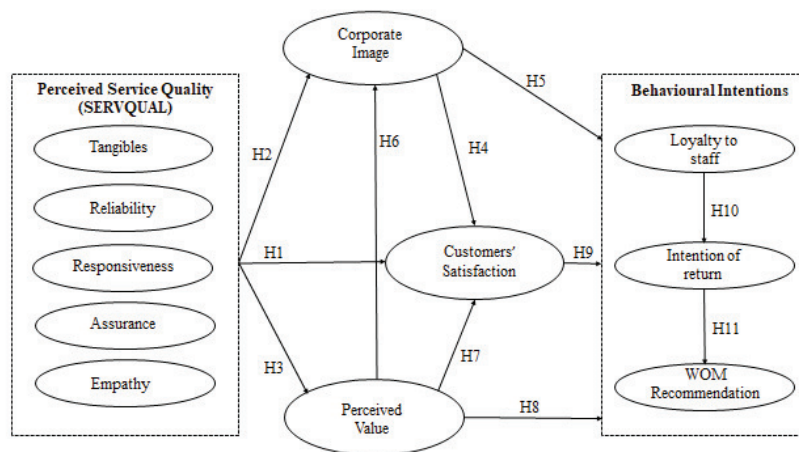 Perceived Service Quality
(SERVQUAL)
Tangibles
Reliability
Responsiveness
Assurance
Empathy
H2
H1
H3
Corporate
Image
H6
H4
H5
Customers'
Satisfaction
H9
H7
H8
Perceived
Value
Behavioural Intentions
Loyalty to
staff
H10
Intention of
return
H11
WOM
Recommendation